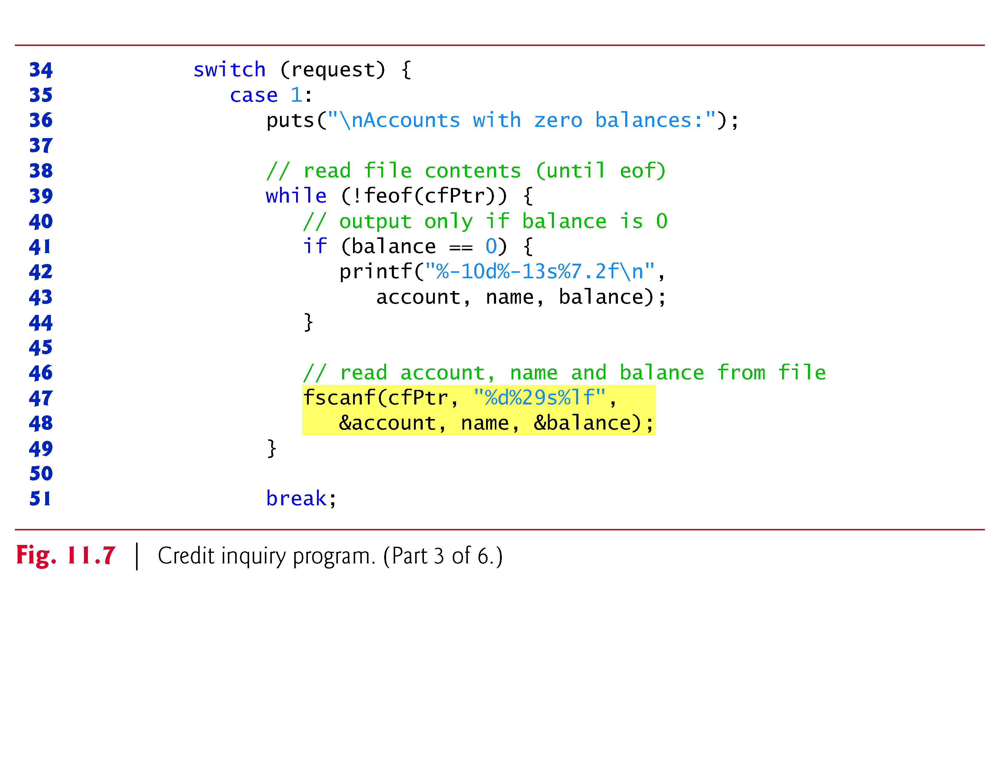 34 switch (request) {
35 case 1:
36 puts("\nAccounts with zero balances:");
37
38 // read file contents (until eof)
39 while (!feof(cfPtr)) {
40 // output only if balance is 0
41 if (balance == 0) {
42 printf("%-10d%-13s%7.2f\n",
43 account, name, balance);
44 }
45
46 // read account, name and balance from file
47 fscanf(cfPtr, "%d%29s%lf",
48 &account, name, &balance);
49 }
50
51 break;
Fig. 11.7 | Credit inquiry program. (Part 3 of 6.)